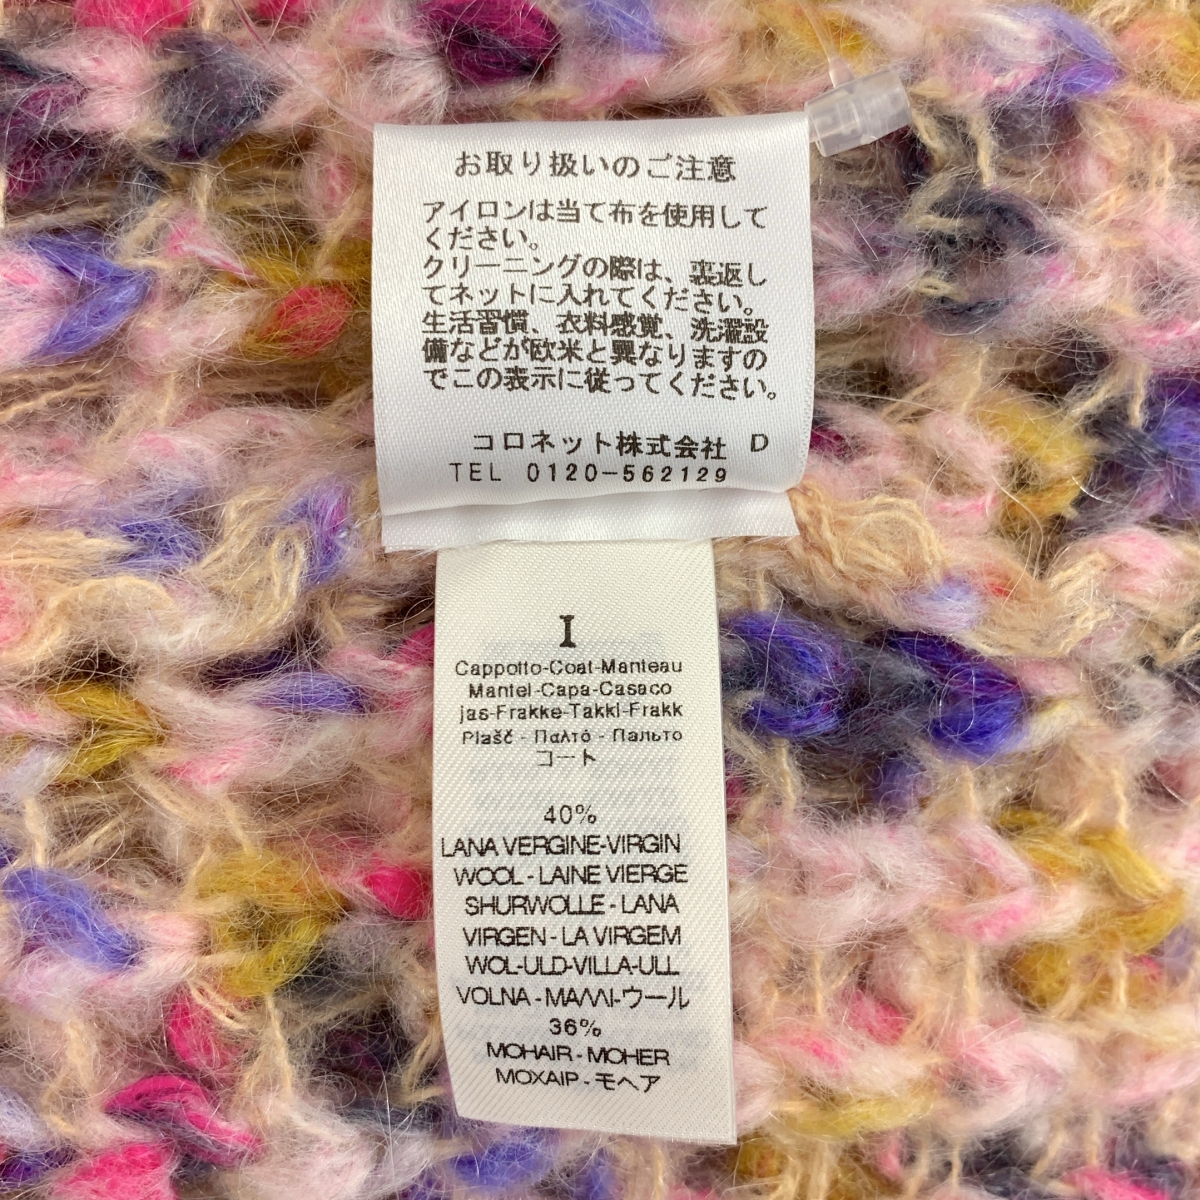 お取り扱いのご注意
アイロンは当て布を使用して
ください。
クリーニングの際は、裏返し
てネットに入れてください。
生活習慣、衣料感覚、洗濯設
備などが欧米と異なりますの
でこの表示に従ってください。
コロネット株式会社 D
TEL 0120-562129
I
Cappotto-Coat-Manteau
Mantel-Capa-Casaco
jas-Frakke-Takki-Frakk
Plašč - Παλτό - Пальто
コート
40%
LANA VERGINE-VIRGIN
WOOL - LAINE VIERGE
SHURWOLLE - LANA
VIRGEN - LA VIRGEM
WOL-ULD-VILLA-ULL
VOLNA - ΜΑΛΛΙ-ウール
36%
MOHAIR - MOHER
MOXAIP - モヘア